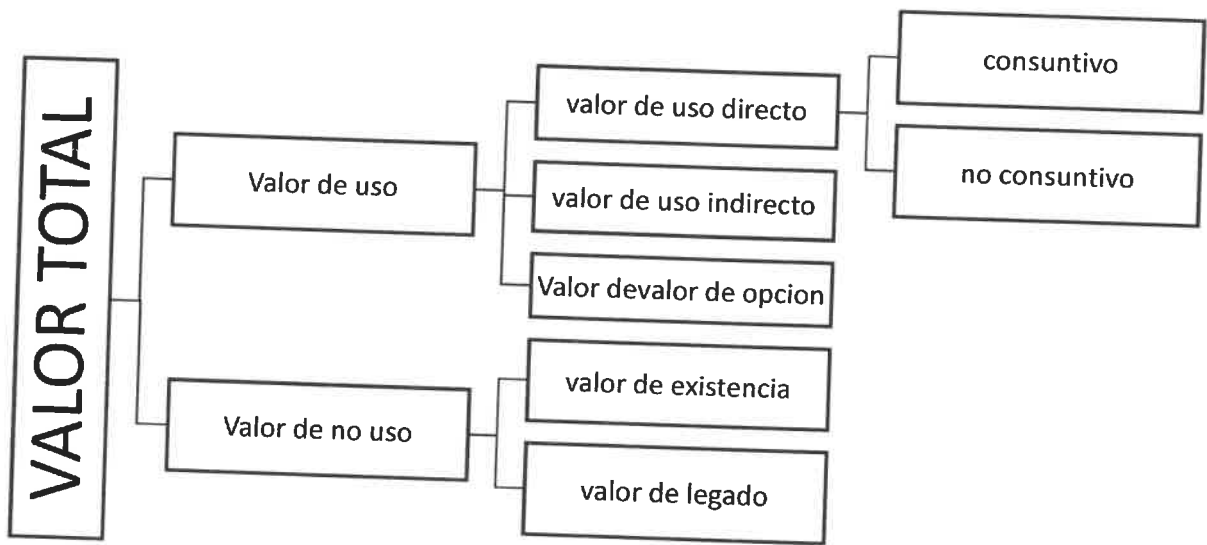 VALOR TOTAL
Valor de uso
valor de uso directo
consuntivo
no consuntivo
valor de uso indirecto
Valor devalor de opcion
Valor de no uso
valor de existencia
valor de legado